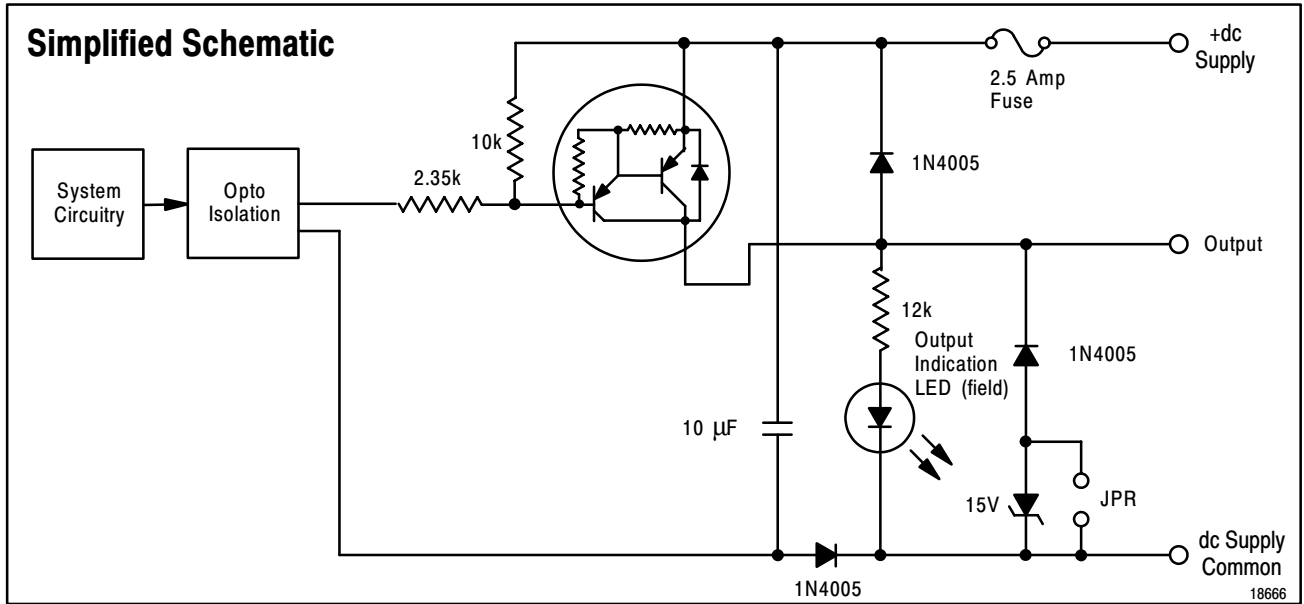 Simplified Schematic
+dc
Supply
2.5 Amp
Fuse
10k
1N4005
2.35k
System
Circuitry
Opto
Isolation
Output
12k
Output
Indication
LED (field)
1N4005
10 µF
15V
JPR
dc Supply
Common
1N4005
18666